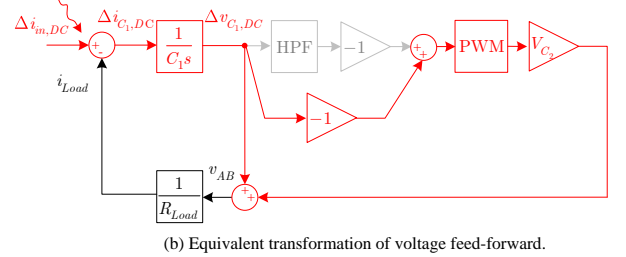 Δi_{in,DC}
+
-
Δi_{C_1,DC}
1
C_1s
Δv_{C_1,DC}
HPF
−1
+
+
PWM
V_{C_2}
−1
i_{Load}
v_{AB}
+
+
1
R_{Load}
(b) Equivalent transformation of voltage feed-forward.